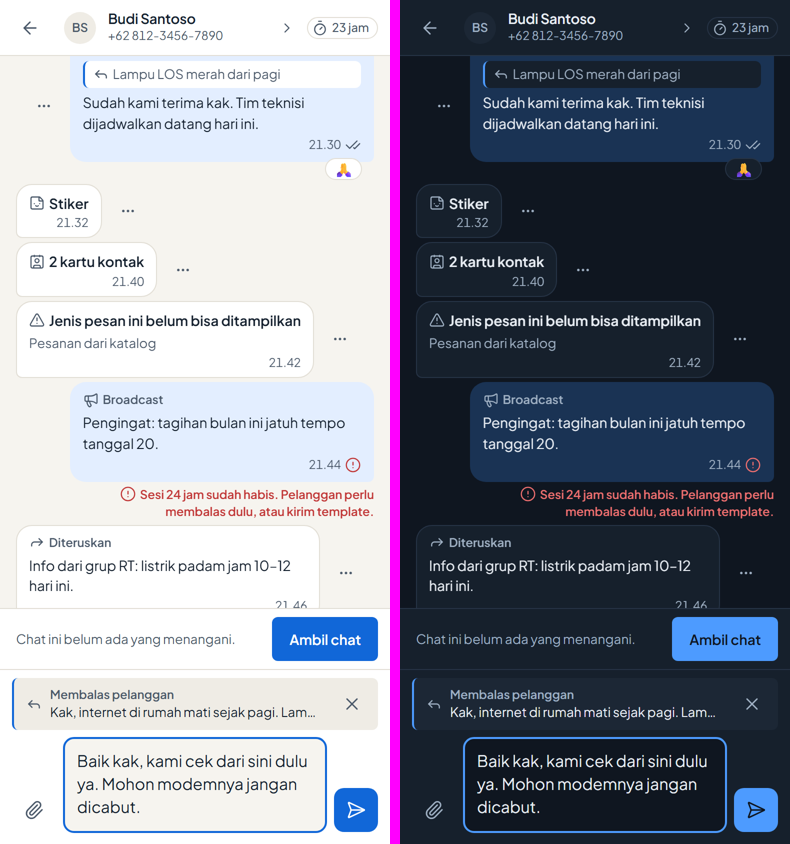 BS
Budi Santoso
+62 812-3456-7890
23 jam
Lampu LOS merah dari pagi
Sudah kami terima kak. Tim teknisi
dijadwalkan datang hari ini.
21.30
Stiker
21.32
2 kartu kontak
21.40
Jenis pesan ini belum bisa ditampilkan
Pesanan dari katalog
21.42
Broadcast
Pengingat: tagihan bulan ini jatuh tempo
tanggal 20.
21.44
Sesi 24 jam sudah habis. Pelanggan perlu
membalas dulu, atau kirim template.
Diteruskan
Info dari grup RT: listrik padam jam 10–12
hari ini.
21.46
Chat ini belum ada yang menangani.
Ambil chat
Membalas pelanggan
Kak, internet di rumah mati sejak pagi. Lam...
Baik kak, kami cek dari sini dulu
ya. Mohon modemnya jangan
dicabut.
BS
Budi Santoso
+62 812-3456-7890
23 jam
Lampu LOS merah dari pagi
Sudah kami terima kak. Tim teknisi
dijadwalkan datang hari ini.
21.30
Stiker
21.32
2 kartu kontak
21.40
Jenis pesan ini belum bisa ditampilkan
Pesanan dari katalog
21.42
Broadcast
Pengingat: tagihan bulan ini jatuh tempo
tanggal 20.
21.44
Sesi 24 jam sudah habis. Pelanggan perlu
membalas dulu, atau kirim template.
Diteruskan
Info dari grup RT: listrik padam jam 10–12
hari ini.
21.46
Chat ini belum ada yang menangani.
Ambil chat
Membalas pelanggan
Kak, internet di rumah mati sejak pagi. Lam...
Baik kak, kami cek dari sini dulu
ya. Mohon modemnya jangan
dicabut.